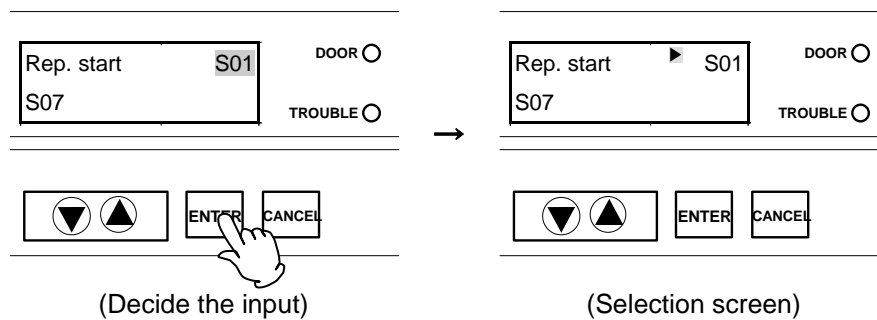 Rep. start S01 DOOR
S07 TROUBLE
ENTER CANCEL
(Decide the input)
→
Rep. start ▶ S01 DOOR
S07 TROUBLE
ENTER CANCEL
(Selection screen)